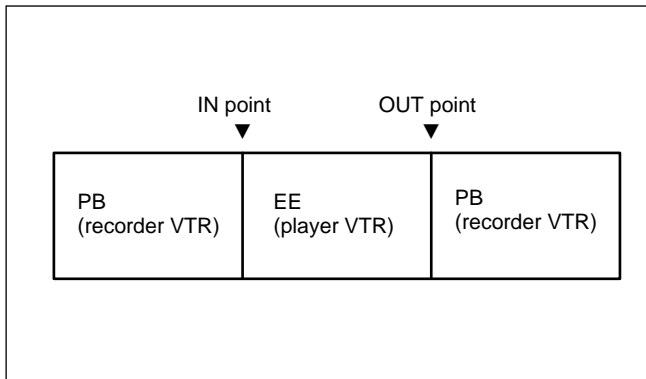 IN point
OUT point
PB
(recorder VTR)
EE
(player VTR)
PB
(recorder VTR)